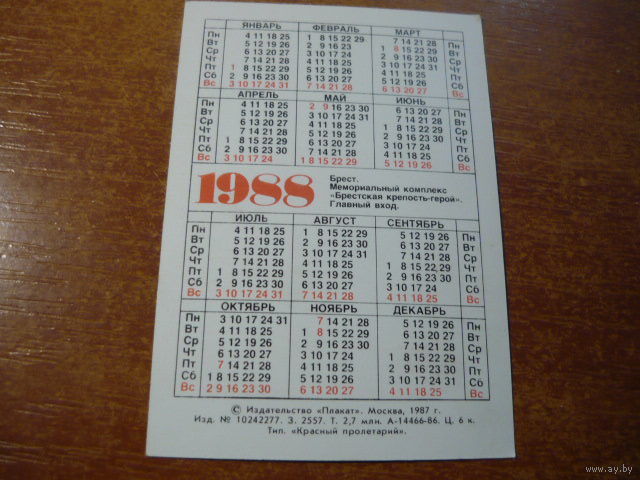 ЯНВАРЬ ФЕВРАЛЬ МАРТ
Пн 4 11 18 25 1 8 15 22 29 7 14 21 28 Пн
Вт 5 12 19 26 2 9 16 23 1 8 15 22 29 Вт
Ср 6 13 20 27 3 10 17 24 2 9 16 23 30 Ср
Чт 7 14 21 28 4 11 18 25 3 10 17 24 31 Чт
Пт 1 8 15 22 29 5 12 19 26 4 11 18 25 Пт
Сб 2 9 16 23 30 6 13 20 27 5 12 19 26 Сб
Вс 3 10 17 24 31 7 14 21 28 6 13 20 27 Вс
АПРЕЛЬ МАЙ ИЮНЬ
Пн 4 11 18 25 2 9 16 23 30 6 13 20 27 Пн
Вт 5 12 19 26 3 10 17 24 31 7 14 21 28 Вт
Ср 6 13 20 27 4 11 18 25 1 8 15 22 29 Ср
Чт 7 14 21 28 5 12 19 26 2 9 16 23 30 Чт
Пт 1 8 15 22 29 6 13 20 27 3 10 17 24 Пт
Сб 2 9 16 23 30 7 14 21 28 4 11 18 25 Сб
Вс 3 10 17 24 1 8 15 22 29 5 12 19 26 Вс
1988
Брест.
Мемориальный комплекс
«Брестская крепость-герой».
Главный вход.
ИЮЛЬ АВГУСТ СЕНТЯБРЬ
Пн 4 11 18 25 1 8 15 22 29 5 12 19 26 Пн
Вт 5 12 19 26 2 9 16 23 30 6 13 20 27 Вт
Ср 6 13 20 27 3 10 17 24 31 7 14 21 28 Ср
Чт 7 14 21 28 4 11 18 25 1 8 15 22 29 Чт
Пт 1 8 15 22 29 5 12 19 26 2 9 16 23 30 Пт
Сб 2 9 16 23 30 6 13 20 27 3 10 17 24 Сб
Вс 3 10 17 24 31 7 14 21 28 4 11 18 25 Вс
ОКТЯБРЬ НОЯБРЬ ДЕКАБРЬ
Пн 3 10 17 24 31 7 14 21 28 5 12 19 26 Пн
Вт 4 11 18 25 1 8 15 22 29 6 13 20 27 Вт
Ср 5 12 19 26 2 9 16 23 30 7 14 21 28 Ср
Чт 6 13 20 27 3 10 17 24 1 8 15 22 29 Чт
Пт 7 14 21 28 4 11 18 25 2 9 16 23 30 Пт
Сб 1 8 15 22 29 5 12 19 26 3 10 17 24 31 Сб
Вс 2 9 16 23 30 6 13 20 27 4 11 18 25 Вс
© Издательство «Плакат». Москва, 1987 г.
Изд. № 10242277. З. 2557. Т. 2,7 млн. А-14466-86. Ц. 6 к.
Тип. «Красный пролетарий».
www.ay.by